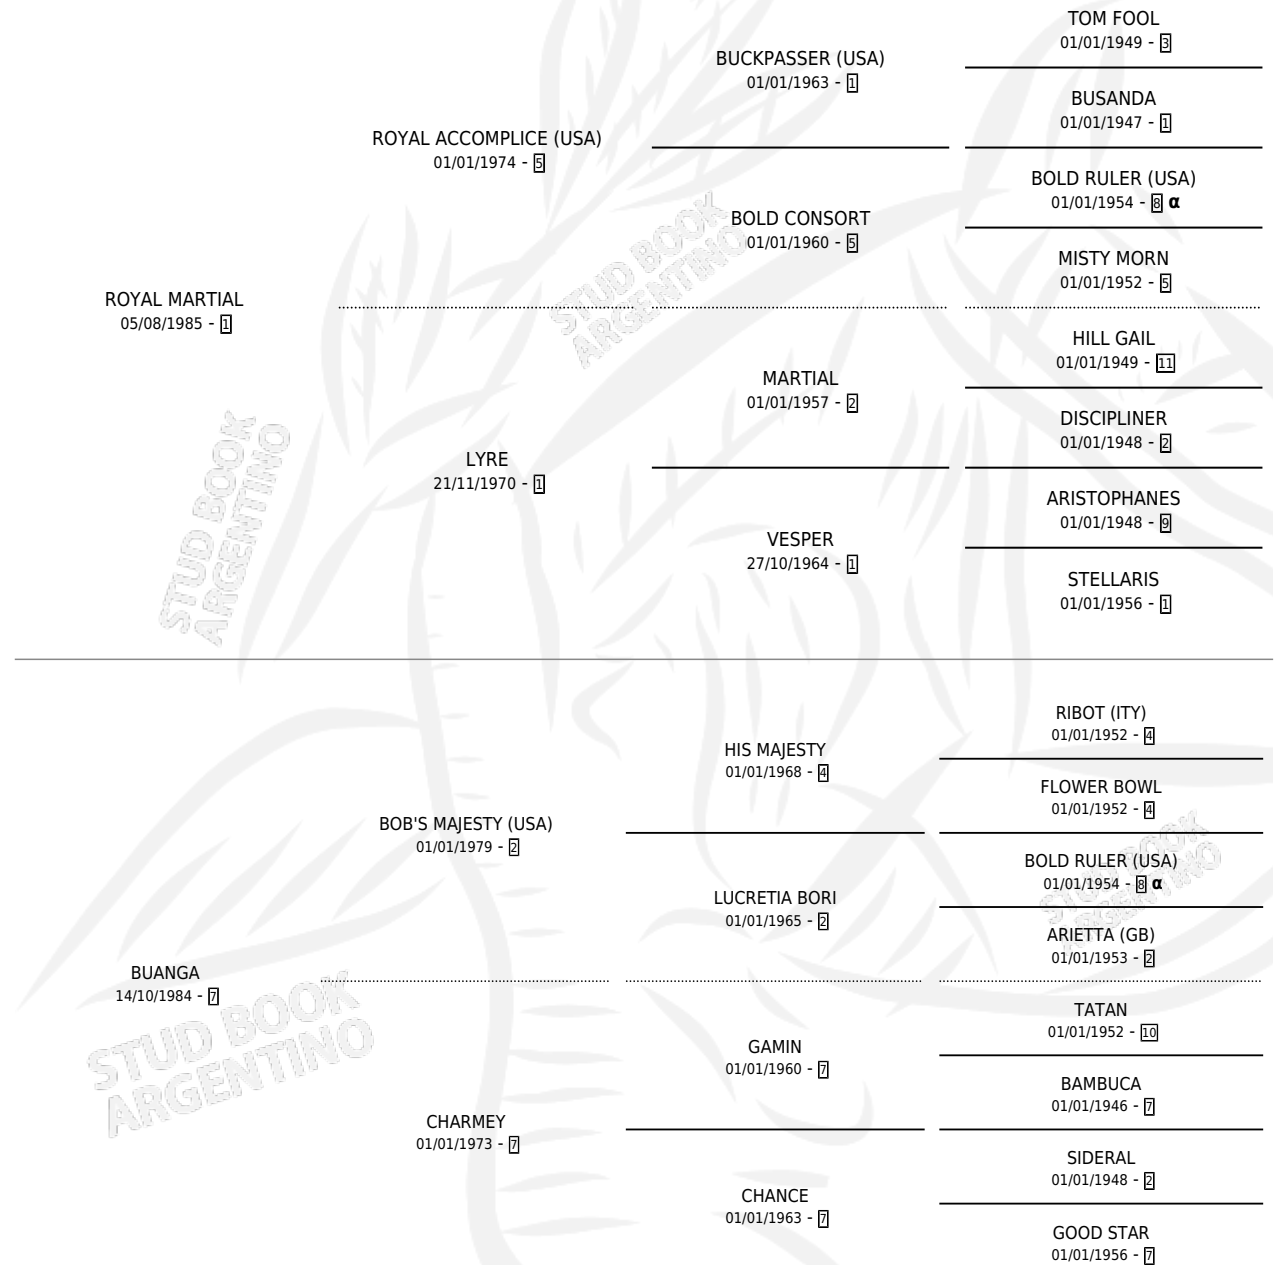 TOM FOOL
01/01/1949 - 3
BUCKPASSER (USA)
01/01/1963 - 1
BUSANDA
01/01/1947 - 1
ROYAL ACCOMPLICE (USA)
01/01/1974 - 5
BOLD RULER (USA)
01/01/1954 - 8 α
BOLD CONSORT
01/01/1960 - 5
MISTY MORN
01/01/1952 - 5
STUD BOOK
ARGENTINO
ROYAL MARTIAL
05/08/1985 - 1
HILL GAIL
01/01/1949 - 11
MARTIAL
01/01/1957 - 2
DISCIPLINER
01/01/1948 - 2
LYRE
21/11/1970 - 1
ARISTOPHANES
01/01/1948 - 9
VESPER
27/10/1964 - 1
STELLARIS
01/01/1956 - 1
STUD BOOK
ARGENTINO
RIBOT (ITY)
01/01/1952 - 4
HIS MAJESTY
01/01/1968 - 4
FLOWER BOWL
01/01/1952 - 4
BOB'S MAJESTY (USA)
01/01/1979 - 2
BOLD RULER (USA)
01/01/1954 - 8 α
LUCRETIA BORI
01/01/1965 - 2
ARIETTA (GB)
01/01/1953 - 2
STUD BOOK
ARGENTINO
BUANGA
14/10/1984 - 7
TATAN
01/01/1952 - 10
GAMIN
01/01/1960 - 7
BAMBUCA
01/01/1946 - 7
STUD BOOK
ARGENTINO
CHARMEY
01/01/1973 - 7
SIDERAL
01/01/1948 - 2
CHANCE
01/01/1963 - 7
GOOD STAR
01/01/1956 - 7